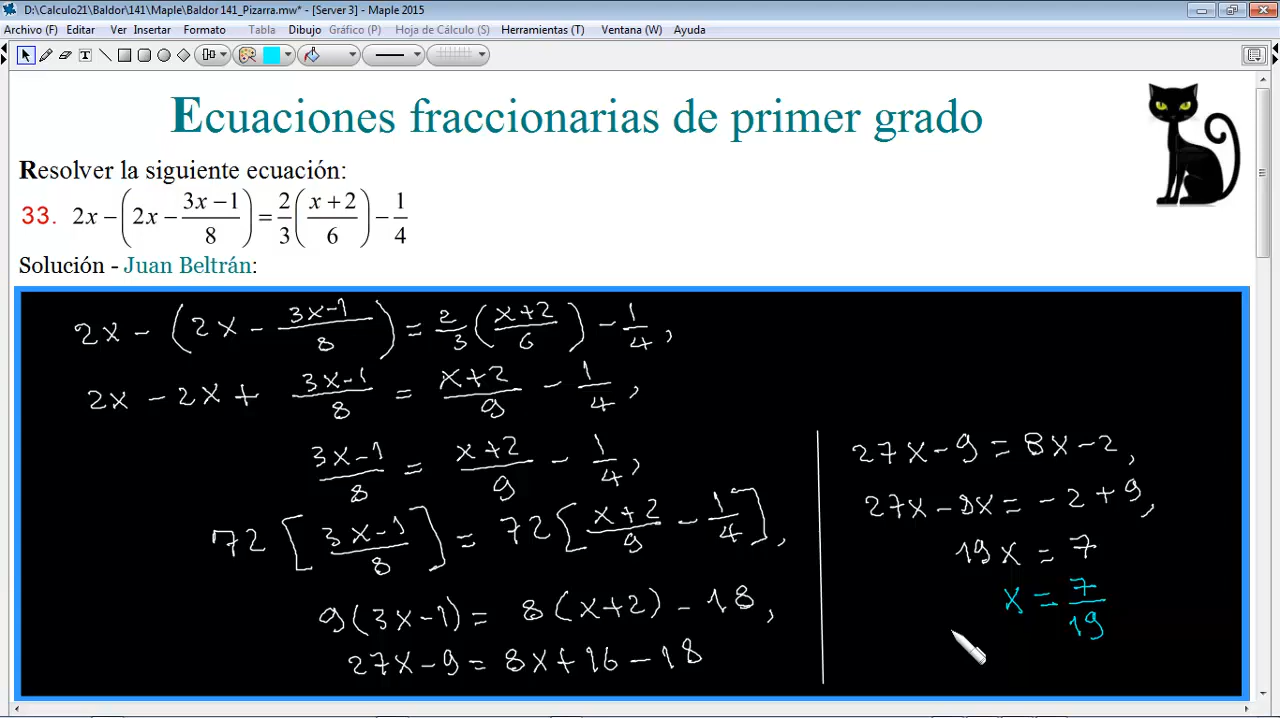 D:\Calculo21\Baldor\141\Maple\Baldor 141_Pizarra.mw* - [Server 3] - Maple 2015
Archivo (F) Editar Ver Insertar Formato Tabla Dibujo Gráfico (P) Hoja de Cálculo (S) Herramientas (T) Ventana (W) Ayuda
Ecuaciones fraccionarias de primer grado
Resolver la siguiente ecuación:
33. 2x − (2x − (3x − 1)/8) = 2/3 ((x + 2)/6) − 1/4
Solución - Juan Beltrán:
2x − (2x − (3x−1)/8) = 2/3 ((x+2)/6) − 1/4,
2x − 2x + (3x−1)/8 = (x+2)/9 − 1/4,
(3x−1)/8 = (x+2)/9 − 1/4,
72 [(3x−1)/8] = 72 [(x+2)/9 − 1/4],
9(3x−1) = 8(x+2) − 18,
27x − 9 = 8x + 16 − 18
27x − 9 = 8x − 2,
27x − 8x = −2 + 9,
19x = 7
x = 7/19